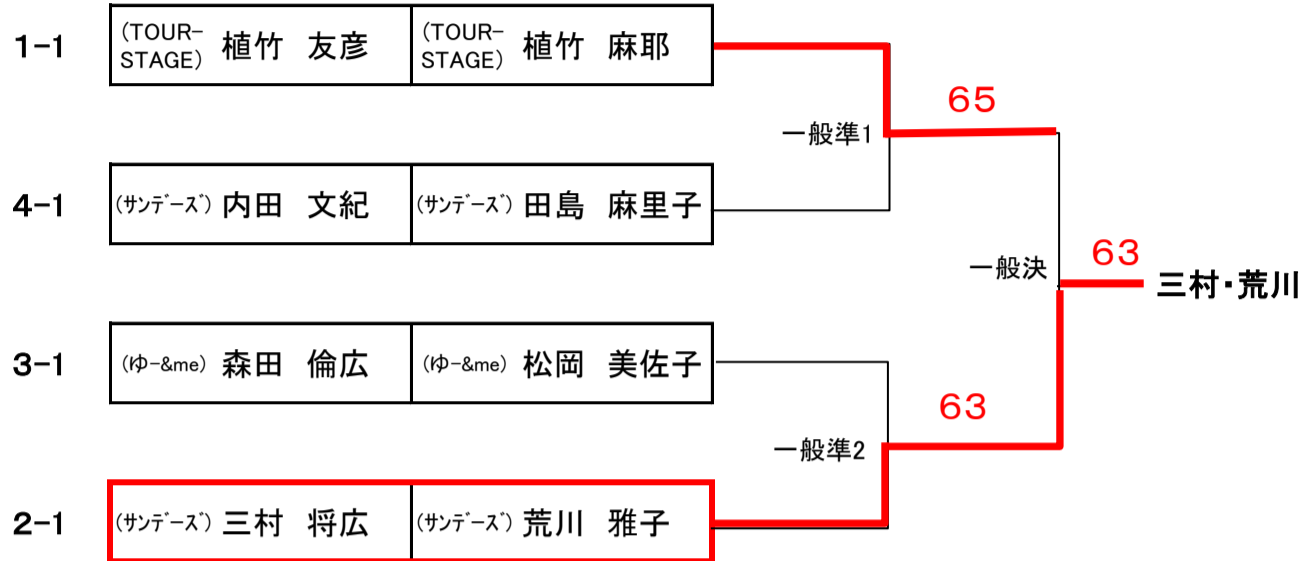 1-1 (TOUR-STAGE) 植竹　友彦 (TOUR-STAGE) 植竹　麻耶
65
一般準1
4-1 (サンデーズ) 内田　文紀 (サンデーズ) 田島　麻里子
63
一般決
三村・荒川
3-1 (ゆー&me) 森田　倫広 (ゆー&me) 松岡　美佐子
63
一般準2
2-1 (サンデーズ) 三村　将広 (サンデーズ) 荒川　雅子